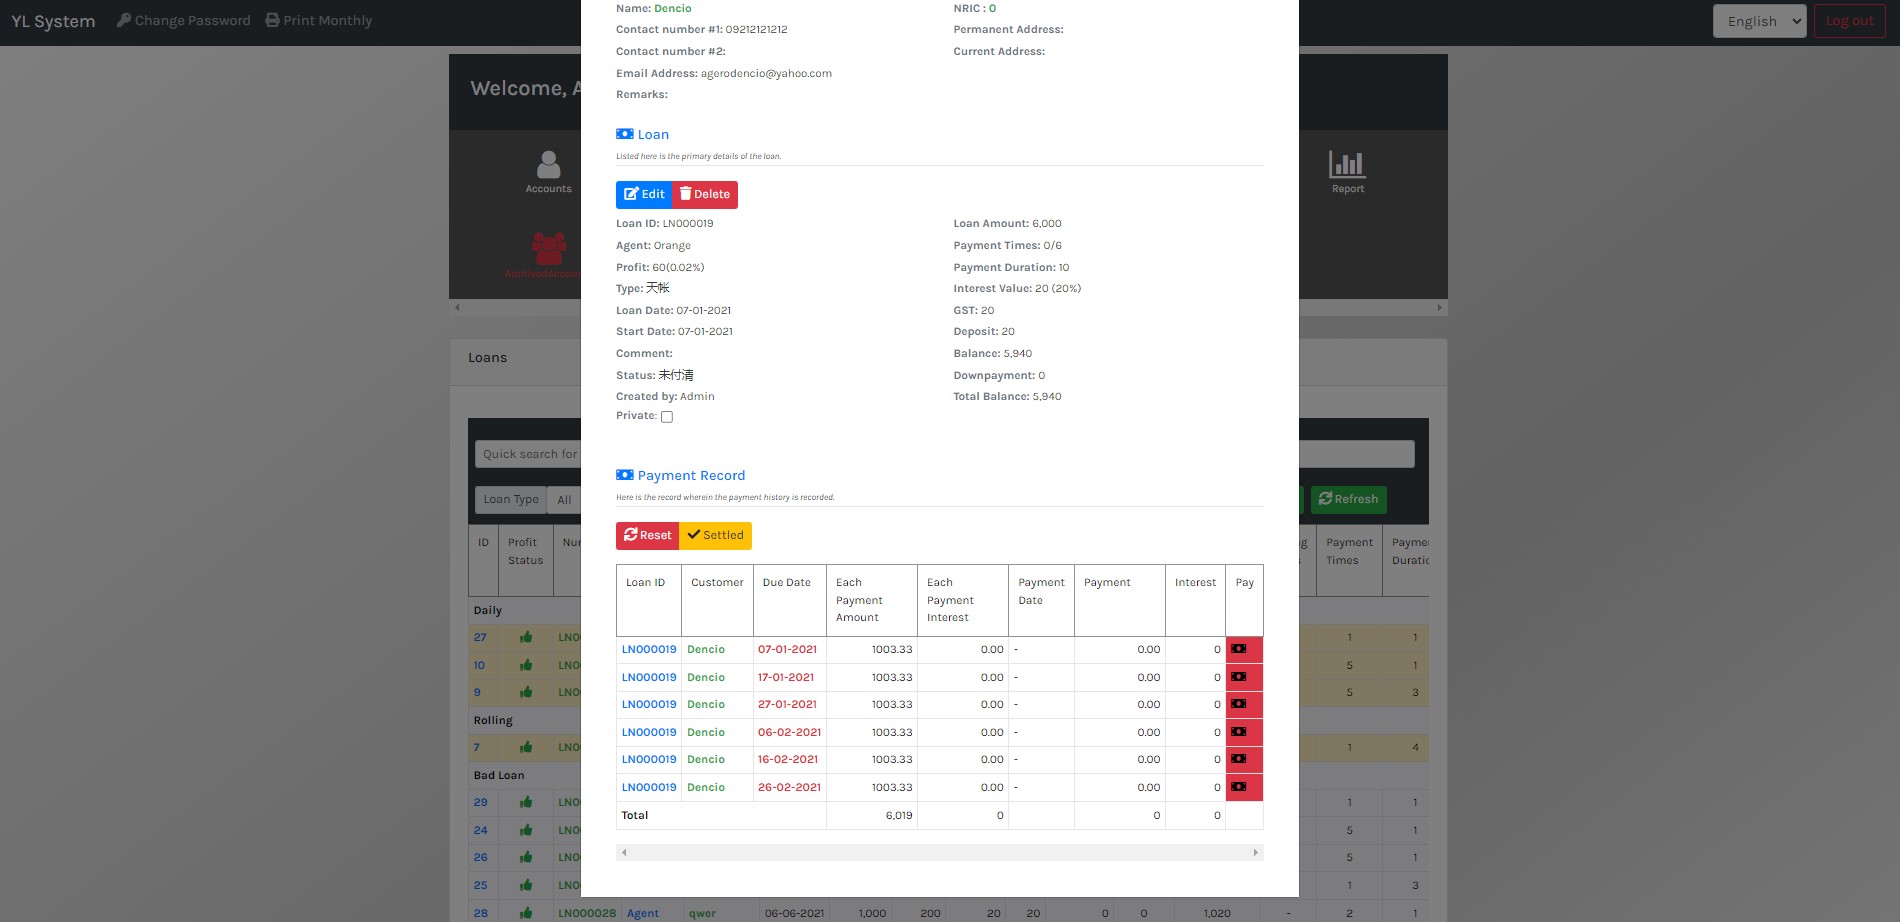 YL System Change Password Print Monthly English Log out
Welcome, A
Accounts
Report
Loans
Quick search for
Loan Type All
Refresh
ID Profit Status Payment Times
Daily
27 1 1
10 5 1
9 5 3
Rolling
7 1 4
Bad Loan
29 1 1
24 5 1
26 5 1
25 1 3
28 LN000028 Agent qwer 06-06-2021 1,000 200 20 20 0 0 1,020 - 2 1
Name: Dencio
NRIC : 0
Contact number #1: 09212121212
Permanent Address:
Contact number #2:
Current Address:
Email Address: agerodencio@yahoo.com
Remarks:
Loan
Listed here is the primary details of the loan.
Edit Delete
Loan ID: LN000019
Loan Amount: 6,000
Agent: Orange
Payment Times: 0/6
Profit: 60(0.02%)
Payment Duration: 10
Type: 天帐
Interest Value: 20 (20%)
Loan Date: 07-01-2021
GST: 20
Start Date: 07-01-2021
Deposit: 20
Comment:
Balance: 5,940
Status: 未付清
Downpayment: 0
Created by: Admin
Total Balance: 5,940
Private:
Payment Record
Here is the record wherein the payment history is recorded.
Reset Settled
Loan ID Customer Due Date Each Payment Amount Each Payment Interest Payment Date Payment Interest Pay
LN000019 Dencio 07-01-2021 1003.33 0.00 - 0.00 0
LN000019 Dencio 17-01-2021 1003.33 0.00 - 0.00 0
LN000019 Dencio 27-01-2021 1003.33 0.00 - 0.00 0
LN000019 Dencio 06-02-2021 1003.33 0.00 - 0.00 0
LN000019 Dencio 16-02-2021 1003.33 0.00 - 0.00 0
LN000019 Dencio 26-02-2021 1003.33 0.00 - 0.00 0
Total 6,019 0 0 0